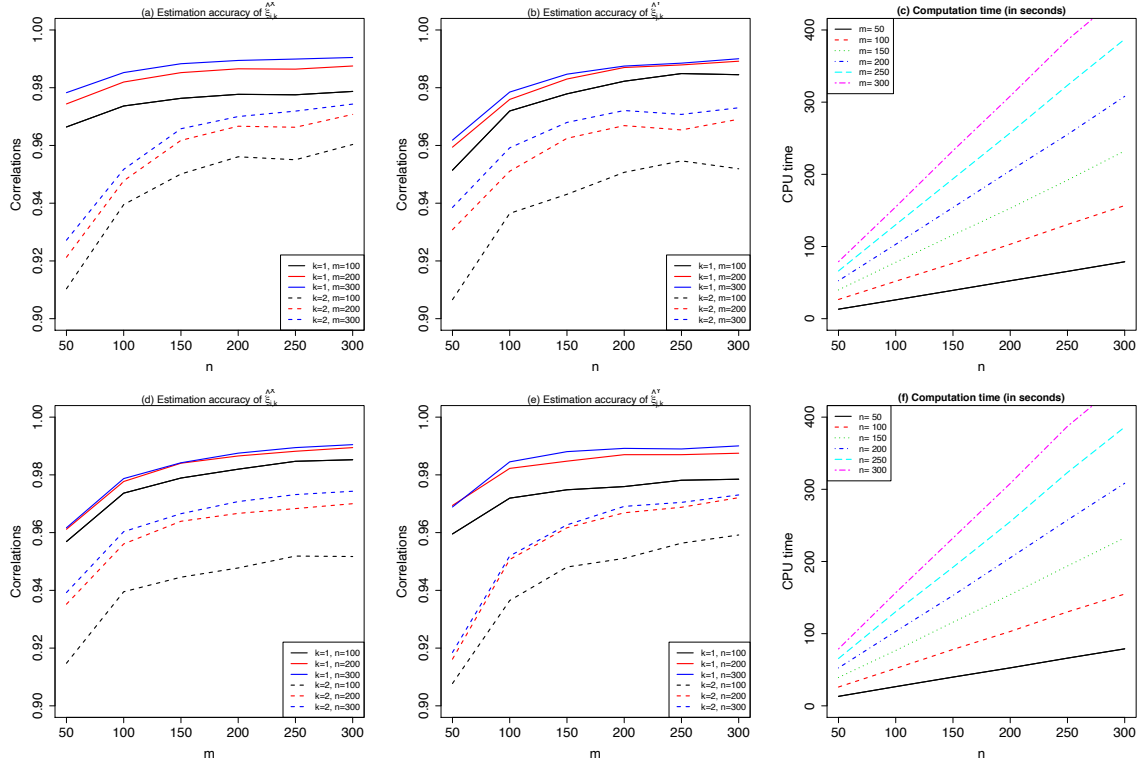 (a) Estimation accuracy of ξ̂ᵢ,ₖˣ
1.00
0.98
0.96
0.94
0.92
0.90
Correlations
k=1, m=100
k=1, m=200
k=1, m=300
k=2, m=100
k=2, m=200
k=2, m=300
50 100 150 200 250 300
n
(b) Estimation accuracy of ξ̂ⱼ,ₖʸ
1.00
0.98
0.96
0.94
0.92
0.90
Correlations
k=1, m=100
k=1, m=200
k=1, m=300
k=2, m=100
k=2, m=200
k=2, m=300
50 100 150 200 250 300
n
(c) Computation time (in seconds)
400
300
200
100
0
CPU time
m= 50
m= 100
m= 150
m= 200
m= 250
m= 300
50 100 150 200 250 300
n
(d) Estimation accuracy of ξ̂ᵢ,ₖˣ
1.00
0.98
0.96
0.94
0.92
0.90
Correlations
k=1, n=100
k=1, n=200
k=1, n=300
k=2, n=100
k=2, n=200
k=2, n=300
50 100 150 200 250 300
m
(e) Estimation accuracy of ξ̂ⱼ,ₖʸ
1.00
0.98
0.96
0.94
0.92
0.90
Correlations
k=1, n=100
k=1, n=200
k=1, n=300
k=2, n=100
k=2, n=200
k=2, n=300
50 100 150 200 250 300
m
(f) Computation time (in seconds)
400
300
200
100
0
CPU time
n= 50
n= 100
n= 150
n= 200
n= 250
n= 300
50 100 150 200 250 300
n